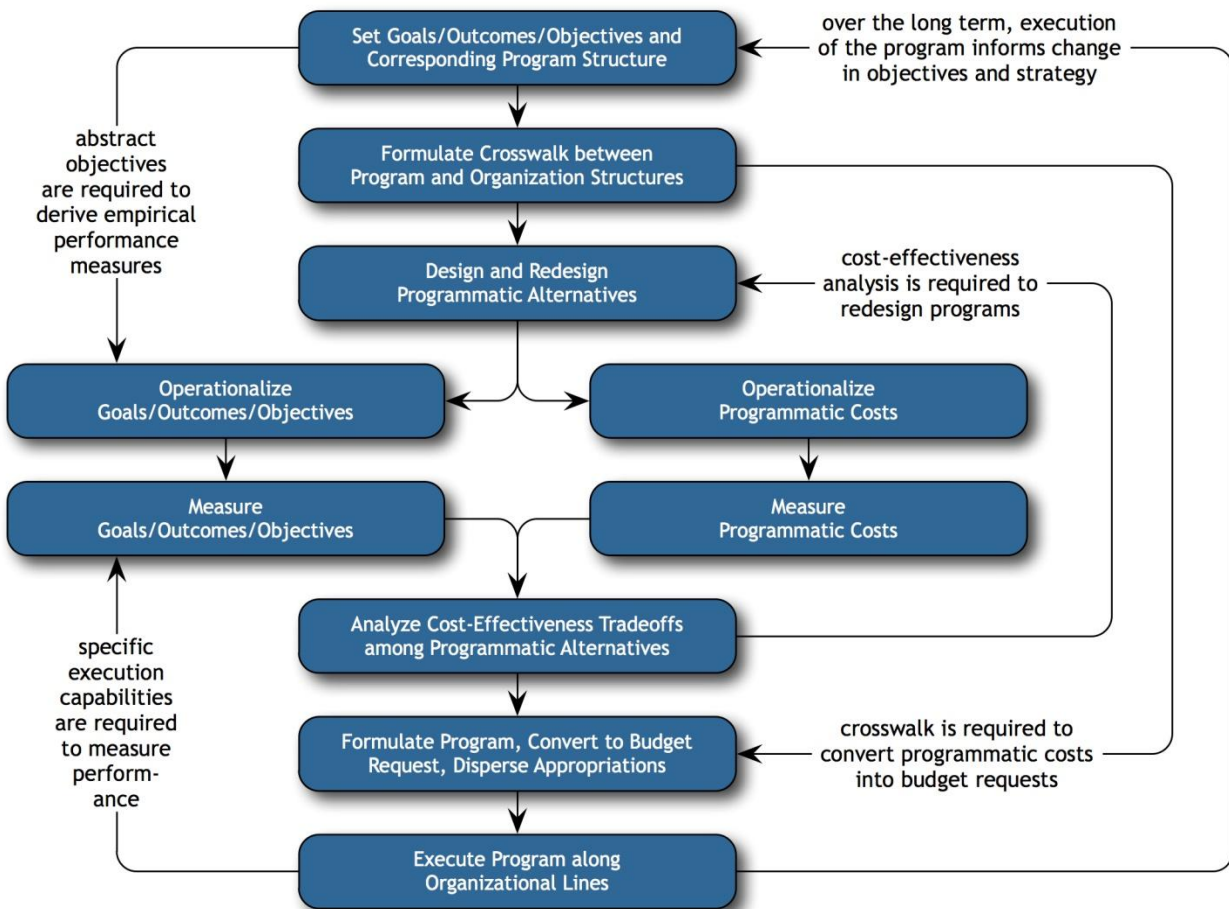 Set Goals/Outcomes/Objectives and
Corresponding Program Structure
over the long term, execution
of the program informs change
in objectives and strategy
abstract
objectives
are required to
derive empirical
performance
measures
Formulate Crosswalk between
Program and Organization Structures
Design and Redesign
Programmatic Alternatives
cost-effectiveness
analysis is required to
redesign programs
Operationalize
Goals/Outcomes/Objectives
Operationalize
Programmatic Costs
Measure
Goals/Outcomes/Objectives
Measure
Programmatic Costs
Analyze Cost-Effectiveness Tradeoffs
among Programmatic Alternatives
specific
execution
capabilities
are required
to measure
perform-
ance
Formulate Program, Convert to Budget
Request, Disperse Appropriations
crosswalk is required to
convert programmatic costs
into budget requests
Execute Program along
Organizational Lines